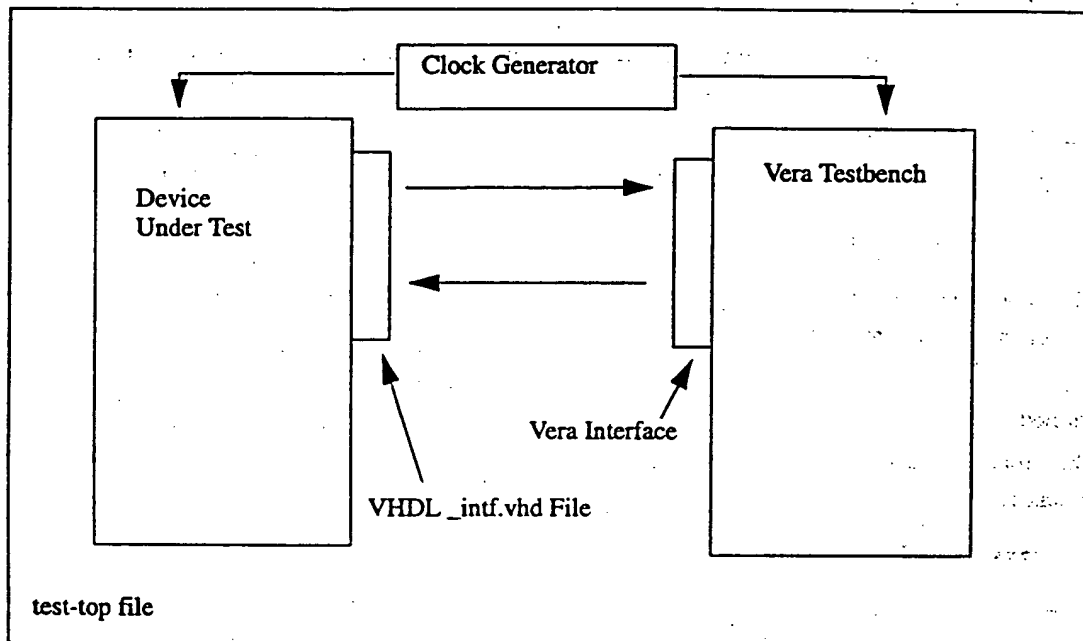 Clock Generator
Device
Under Test
Vera Testbench
Vera Interface
VHDL _intf.vhd File
test-top file